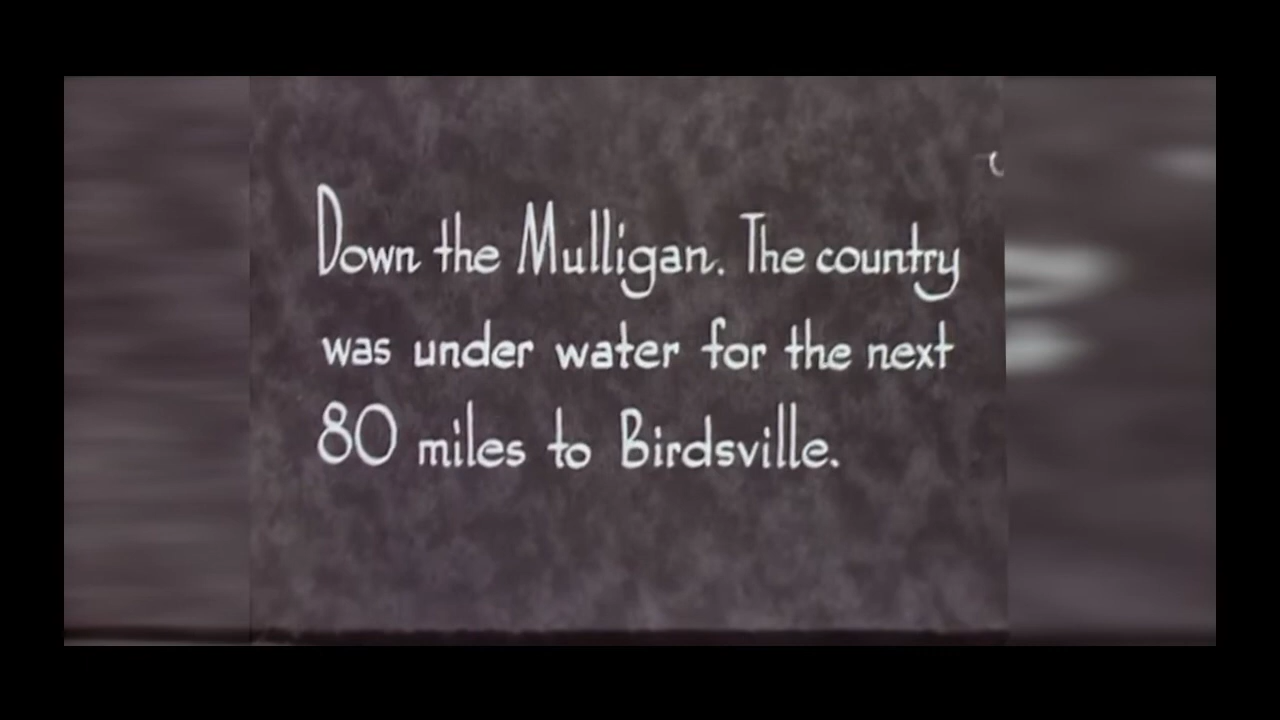 Down the Mulligan. The country
was under water for the next
80 miles to Birdsville.